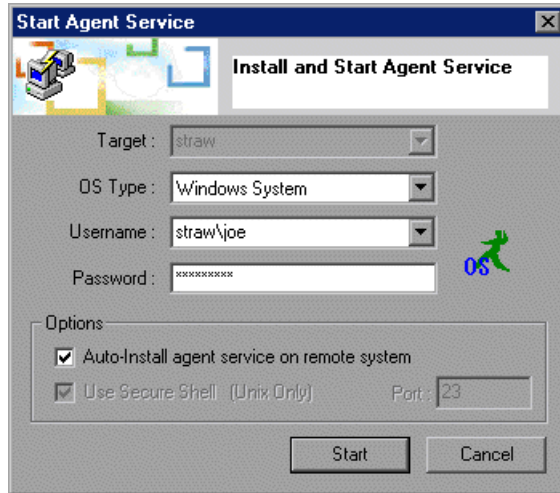 Start Agent Service
Install and Start Agent Service
Target : straw
OS Type : Windows System
Username : straw\joe
OS
Password : ×××××××××
Options
Auto-Install agent service on remote system
Use Secure Shell (Unix Only) Port : 23
Start Cancel